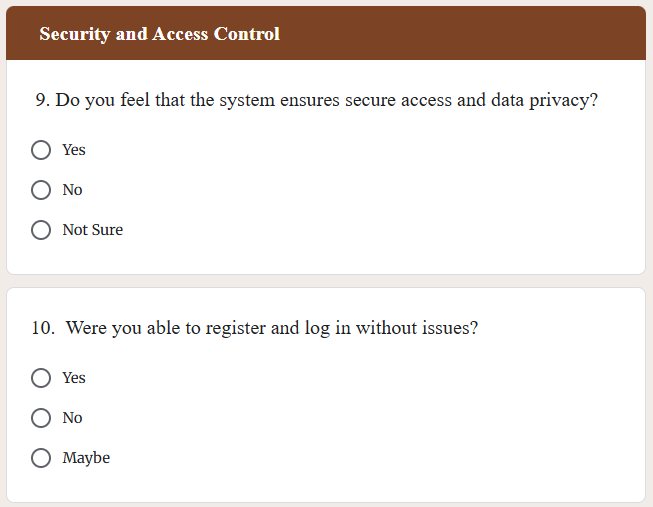 Security and Access Control
9. Do you feel that the system ensures secure access and data privacy?
Yes
No
Not Sure
10. Were you able to register and log in without issues?
Yes
No
Maybe